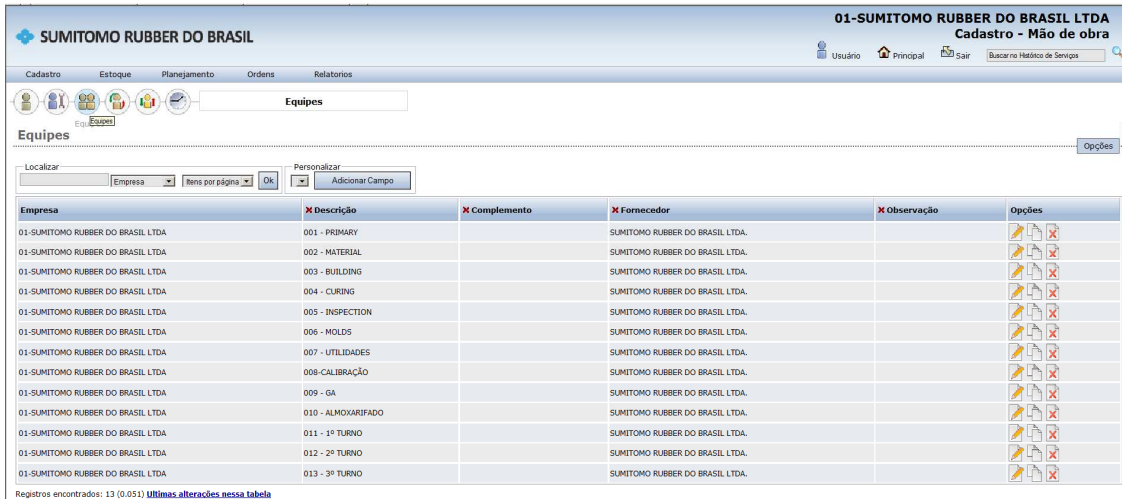 01-SUMITOMO RUBBER DO BRASIL LTDA
SUMITOMO RUBBER DO BRASIL
Cadastro - Mão de obra
Usuário Principal Sair Buscar no Histórico de Serviços
Cadastro Estoque Planejamento Ordens Relatorios
Equipes
Equipes
Equipes
Opções
Localizar Personalizar
Empresa Itens por página Ok Adicionar Campo
Empresa Descrição Complemento Fornecedor Observação Opções
01-SUMITOMO RUBBER DO BRASIL LTDA 001 - PRIMARY SUMITOMO RUBBER DO BRASIL LTDA.
01-SUMITOMO RUBBER DO BRASIL LTDA 002 - MATERIAL SUMITOMO RUBBER DO BRASIL LTDA.
01-SUMITOMO RUBBER DO BRASIL LTDA 003 - BUILDING SUMITOMO RUBBER DO BRASIL LTDA.
01-SUMITOMO RUBBER DO BRASIL LTDA 004 - CURING SUMITOMO RUBBER DO BRASIL LTDA.
01-SUMITOMO RUBBER DO BRASIL LTDA 005 - INSPECTION SUMITOMO RUBBER DO BRASIL LTDA.
01-SUMITOMO RUBBER DO BRASIL LTDA 006 - MOLDS SUMITOMO RUBBER DO BRASIL LTDA.
01-SUMITOMO RUBBER DO BRASIL LTDA 007 - UTILIDADES SUMITOMO RUBBER DO BRASIL LTDA.
01-SUMITOMO RUBBER DO BRASIL LTDA 008-CALIBRAÇÃO SUMITOMO RUBBER DO BRASIL LTDA.
01-SUMITOMO RUBBER DO BRASIL LTDA 009 - GA SUMITOMO RUBBER DO BRASIL LTDA.
01-SUMITOMO RUBBER DO BRASIL LTDA 010 - ALMOXARIFADO SUMITOMO RUBBER DO BRASIL LTDA.
01-SUMITOMO RUBBER DO BRASIL LTDA 011 - 1º TURNO SUMITOMO RUBBER DO BRASIL LTDA.
01-SUMITOMO RUBBER DO BRASIL LTDA 012 - 2º TURNO SUMITOMO RUBBER DO BRASIL LTDA.
01-SUMITOMO RUBBER DO BRASIL LTDA 013 - 3º TURNO SUMITOMO RUBBER DO BRASIL LTDA.
Registros encontrados: 13 (0.051) Ultimas alterações nessa tabela